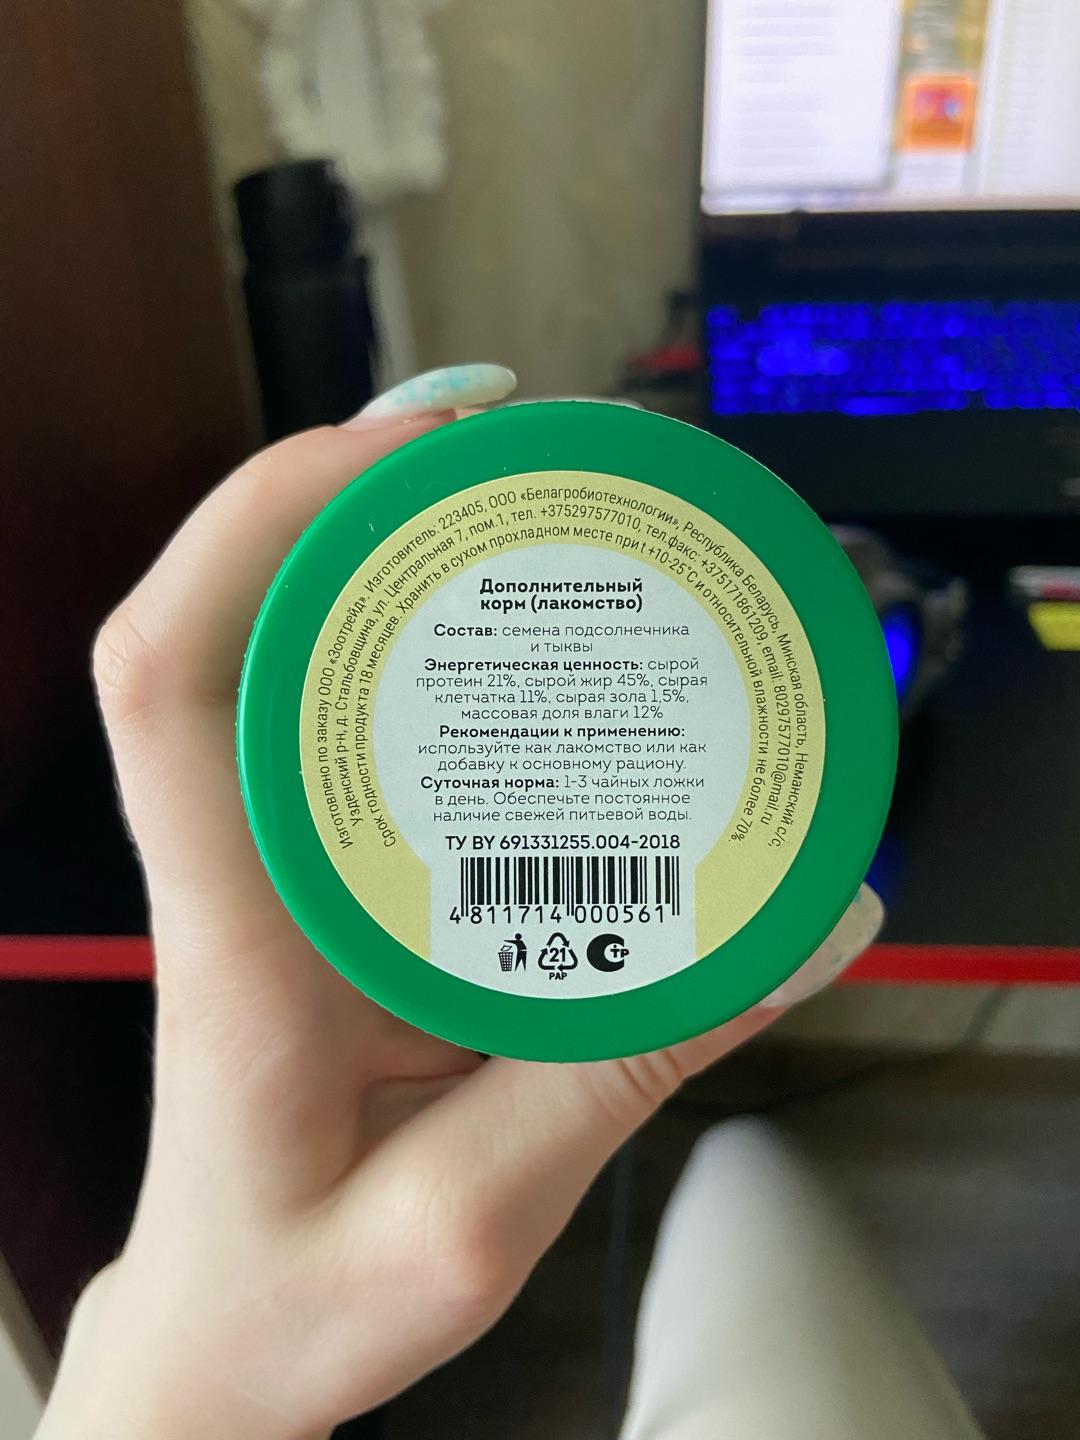 Изготовлено по заказу ООО «Зоотрейд». Изготовитель: 223405, ООО «Белагробиотехнологии», Республика Беларусь, Минская область, Неманский с/с,
Узденский р-н, д. Стальбовщина, ул. Центральная 7, пом.1, тел. +375297577010, тел.факс: +375171861209, email: 80297577010@mail.ru
Срок годности продукта 18 месяцев. Хранить в сухом прохладном месте при t +10-25°C и относительной влажности не более 70%.
Дополнительный
корм (лакомство)
Состав: семена подсолнечника
и тыквы
Энергетическая ценность: сырой
протеин 21%, сырой жир 45%, сырая
клетчатка 11%, сырая зола 1,5%,
массовая доля влаги 12%
Рекомендации к применению:
используйте как лакомство или как
добавку к основному рациону.
Суточная норма: 1-3 чайных ложки
в день. Обеспечьте постоянное
наличие свежей питьевой воды.
ТУ BY 691331255.004-2018
4 811714 000561
21
PAP
СТР